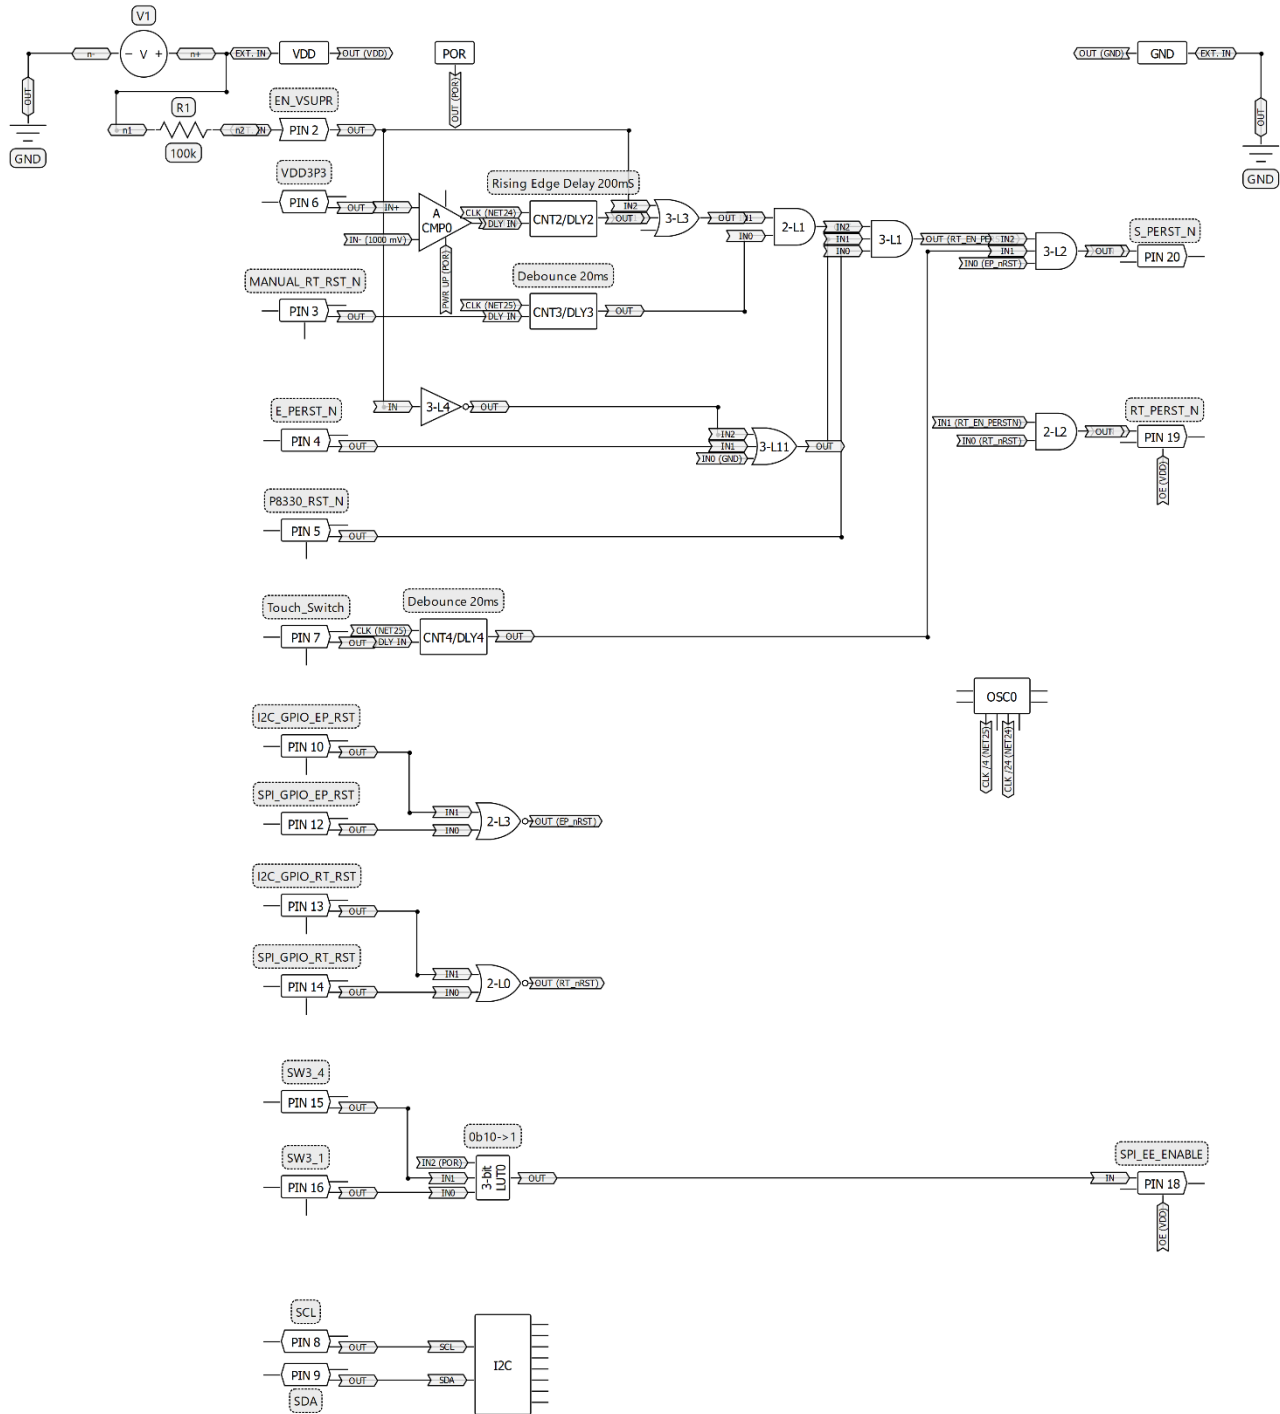 V1
n-
− V +
n+
EXT. IN
VDD
OUT (VDD)
POR
OUT (POR)
OUT (GND)
GND
EXT. IN
OUT
GND
OUT
GND
R1
n1
n2
IN
100k
EN_VSUPR
PIN 2
OUT
VDD3P3
PIN 6
OUT
IN+
IN- (1000 mV)
A
CMP0
PWR UP (POR)
Rising Edge Delay 200mS
CLK (NET24)
DLY IN
CNT2/DLY2
OUT
IN2
IN1
3-L3
OUT
IN1
IN0
2-L1
IN2
IN1
IN0
3-L1
OUT (RT_EN_PE
IN2
IN1
IN0 (EP_nRST)
3-L2
OUT
S_PERST_N
PIN 20
MANUAL_RT_RST_N
PIN 3
OUT
Debounce 20ms
CLK (NET25)
DLY IN
CNT3/DLY3
OUT
IN
3-L4
OUT
E_PERST_N
PIN 4
OUT
IN2
IN1
IN0 (GND)
3-L11
OUT
IN1 (RT_EN_PERSTN)
IN0 (RT_nRST)
2-L2
OUT
RT_PERST_N
PIN 19
OE (VDD)
P8330_RST_N
PIN 5
OUT
Touch_Switch
PIN 7
OUT
Debounce 20ms
CLK (NET25)
DLY IN
CNT4/DLY4
OUT
OSC0
CLK /4 (NET25)
CLK /24 (NET24)
I2C_GPIO_EP_RST
PIN 10
OUT
SPI_GPIO_EP_RST
PIN 12
OUT
IN1
IN0
2-L3
OUT (EP_nRST)
I2C_GPIO_RT_RST
PIN 13
OUT
SPI_GPIO_RT_RST
PIN 14
OUT
IN1
IN0
2-L0
OUT (RT_nRST)
SW3_4
PIN 15
OUT
SW3_1
PIN 16
OUT
0b10->1
IN2 (POR)
IN1
IN0
3-bit
LUT0
OUT
SPI_EE_ENABLE
IN
PIN 18
OE (VDD)
SCL
PIN 8
OUT
SCL
PIN 9
OUT
SDA
SDA
I2C